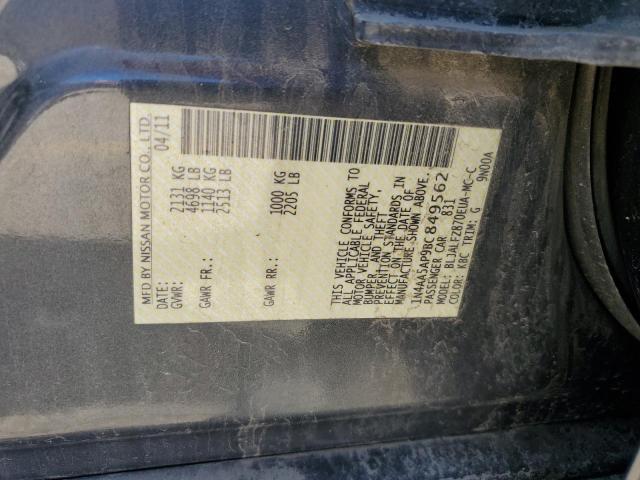 MFD BY NISSAN MOTOR CO., LTD.
DATE: 04/11
GVWR: 2131 KG
4698 LB
GAWR FR: 1140 KG
2513 LB
GAWR RR: 1000 KG
2205 LB
THIS VEHICLE CONFORMS TO
ALL APPLICABLE FEDERAL
MOTOR VEHICLE SAFETY,
BUMPER, AND THEFT
PREVENTION STANDARDS IN
EFFECT ON THE DATE OF
MANUFACTURE SHOWN ABOVE.
1N4AA5AP9BC849562
PASSENGER CAR 831
MODEL: BLJALFZ870EUA-MC-C
COLOR: KBC TRIM: G 9N00A